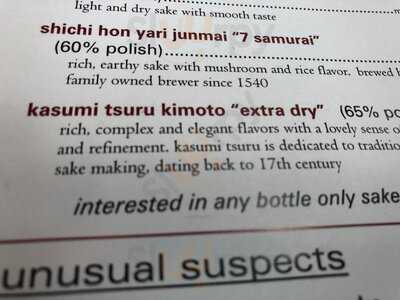 light and dry sake with smooth taste
shichi hon yari junmai "7 samurai"
(60% polish)
rich, earthy sake with mushroom and rice flavor. brewed
family owned brewer since 1540
kasumi tsuru kimoto "extra dry" (65%
rich, complex and elegant flavors with a lovely sense
and refinement. kasumi tsuru is dedicated to
sake making, dating back to 17th century
interested in any bottle only sake
unusual suspects